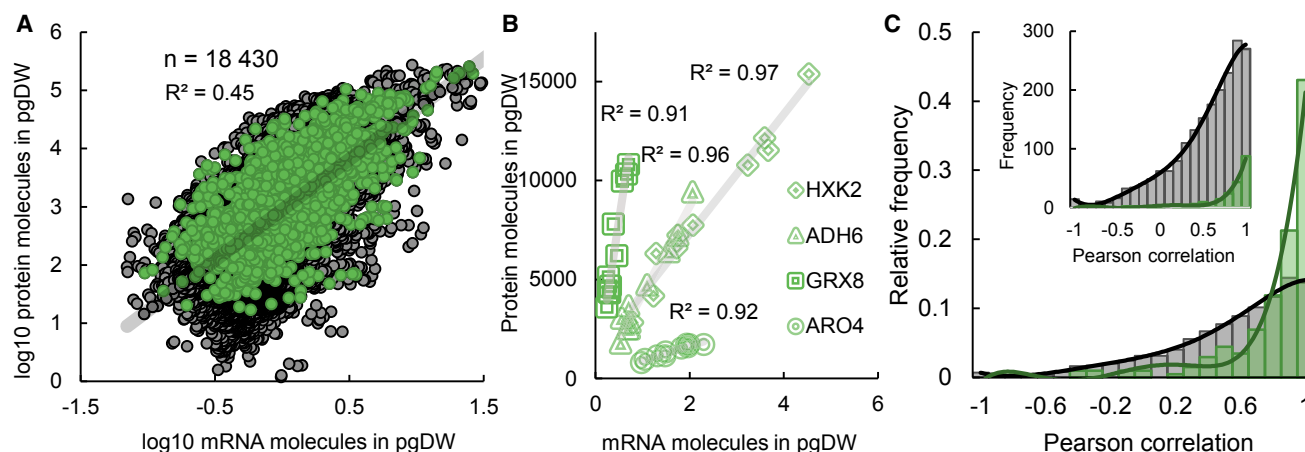 A
log10 protein molecules in pgDW
6
5
4
3
2
1
0
n = 18 430
R² = 0.45
-1.5
-0.5
0.5
1.5
log10 mRNA molecules in pgDW
B
Protein molecules in pgDW
15000
10000
5000
0
R² = 0.97
R² = 0.91
R² = 0.96
R² = 0.92
HXK2
ADH6
GRX8
ARO4
0
2
4
6
mRNA molecules in pgDW
C
Relative frequency
0.5
0.4
0.3
0.2
0.1
0
Frequency
300
200
100
0
-1
-0.5
0
0.5
1
Pearson correlation
-1
-0.6
-0.2
0.2
0.6
1
Pearson correlation